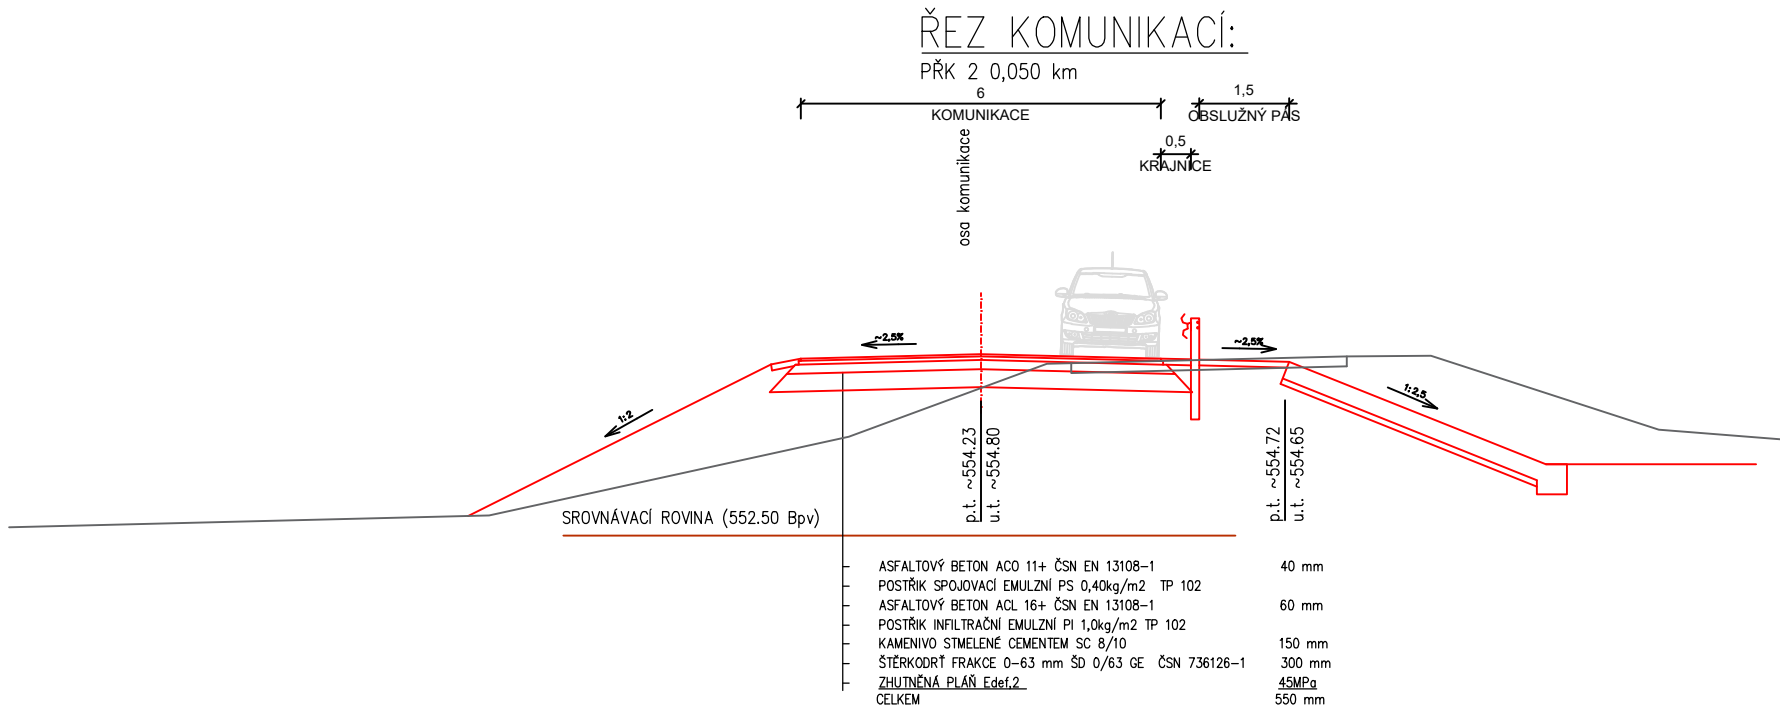 ŘEZ KOMUNIKACÍ:
PŘK 2 0,050 km
6
KOMUNIKACE
1,5
OBSLUŽNÝ PÁS
0,5
KRAJNICE
osa komunikace
~2,5%
~2,5%
1:2
1:2,5
p.t. ~554.23
u.t. ~554.80
p.t. ~554.72
u.t. ~554.65
SROVNÁVACÍ ROVINA (552.50 Bpv)
ASFALTOVÝ BETON ACO 11+ ČSN EN 13108-1 40 mm
POSTŘIK SPOJOVACÍ EMULZNÍ PS 0,40kg/m2 TP 102
ASFALTOVÝ BETON ACL 16+ ČSN EN 13108-1 60 mm
POSTŘIK INFILTRAČNÍ EMULZNÍ PI 1,0kg/m2 TP 102
KAMENIVO STMELENÉ CEMENTEM SC 8/10 150 mm
ŠTĚRKODRŤ FRAKCE 0-63 mm ŠD 0/63 GE ČSN 736126-1 300 mm
ZHUTNĚNÁ PLÁŇ Edef,2 45MPa
CELKEM 550 mm